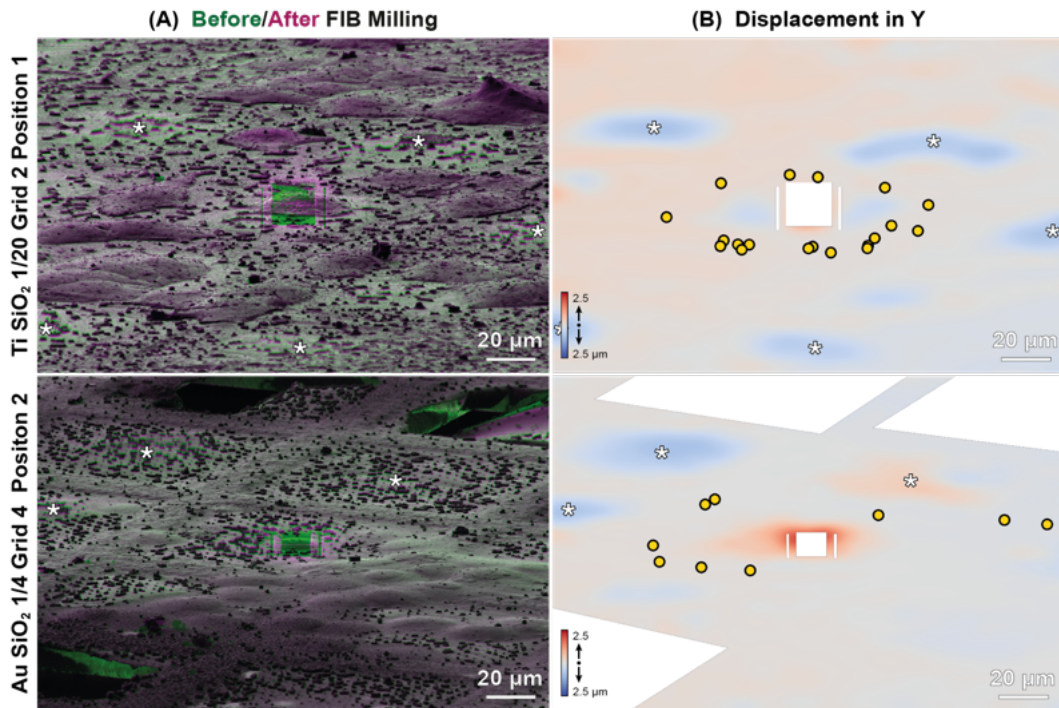 (A) Before/After FIB Milling
(B) Displacement in Y
Ti SiO₂ 1/20 Grid 2 Position 1
*
*
*
*
*
20 µm
*
*
*
*
*
2.5
2.5 µm
20 µm
Au SiO₂ 1/4 Grid 4 Positon 2
*
*
*
20 µm
*
*
*
2.5
2.5 µm
20 µm